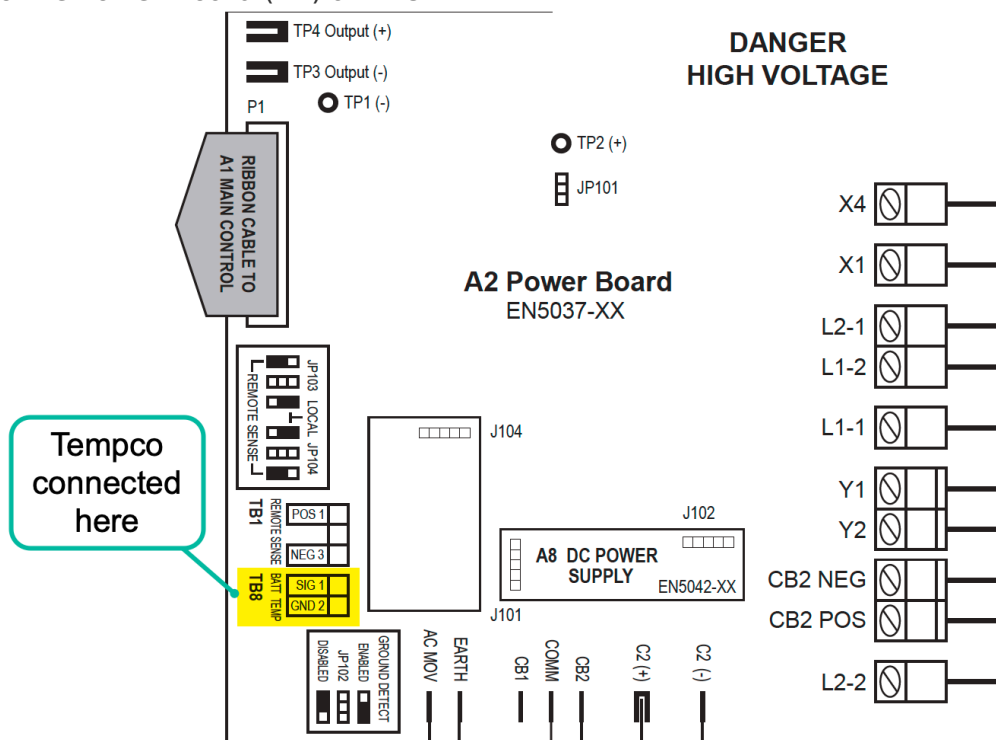 TP4 Output (+)
TP3 Output (-)
TP1 (-)
P1
DANGER
HIGH VOLTAGE
TP2 (+)
JP101
RIBBON CABLE TO
A1 MAIN CONTROL
A2 Power Board
EN5037-XX
X4
X1
L2-1
L1-2
L1-1
Y1
Y2
CB2 NEG
CB2 POS
L2-2
JP103
LOCAL
JP104
REMOTE SENSE
J104
Tempco
connected
here
TB1
REMOTE SENSE
POS 1
NEG 3
TB8
BATT TEMP
SIG 1
GND 2
J102
A8 DC POWER
SUPPLY
EN5042-XX
J101
GROUND DETECT
ENABLED
JP102
DISABLED
AC MOV
EARTH
CB1
COMM
CB2
C2 (+)
C2 (-)